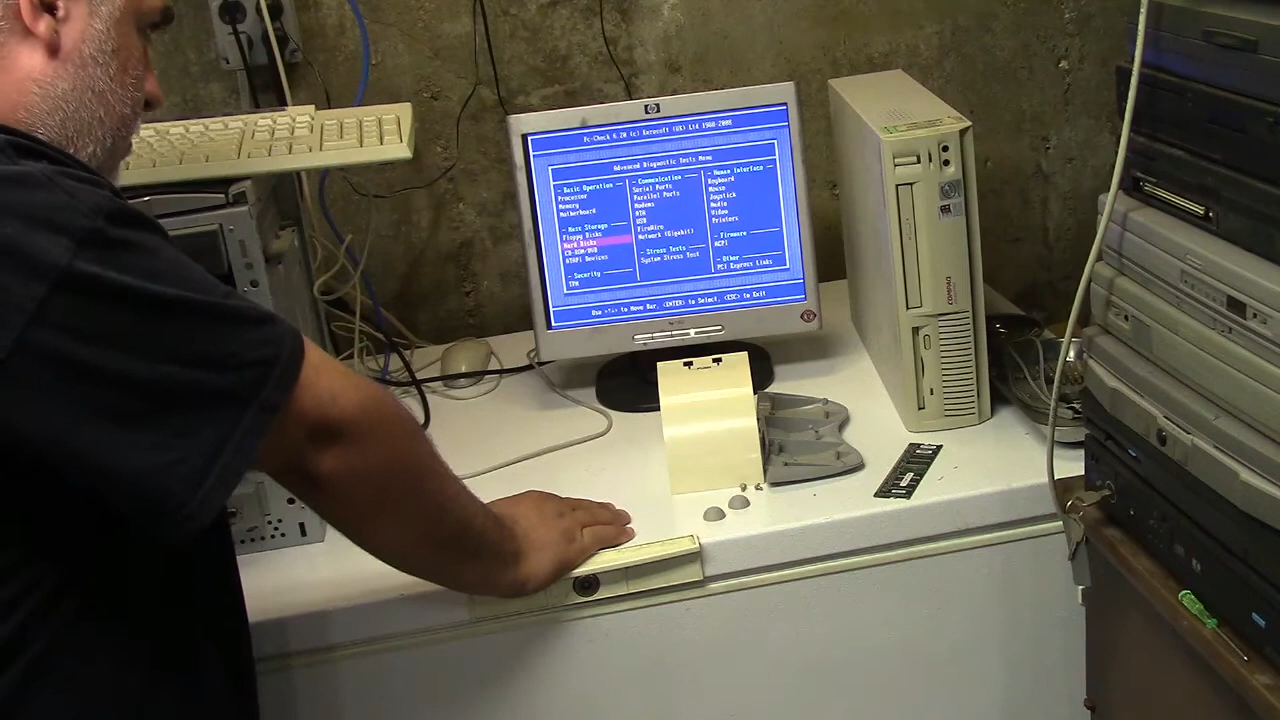 hp
Pc-Check 6.20 (c) Eurosoft (UK) Ltd 1988-2008
Advanced Diagnostic Tests Menu
Basic Operation
Processor
Memory
Motherboard
Mass Storage
Floppy Disks
Hard Disks
CD-ROM/DVD
ATAPI Devices
Security
TPM
Communication
Serial Ports
Parallel Ports
Modems
ATA
USB
FireWire
Network (Gigabit)
Stress Tests
System Stress Test
Human Interface
Keyboard
Mouse
Joystick
Audio
Video
Printers
Firmware
ACPI
Other
PCI Express Links
to Move Bar, <ENTER> to Select, <ESC> to Exit
COMPAQ